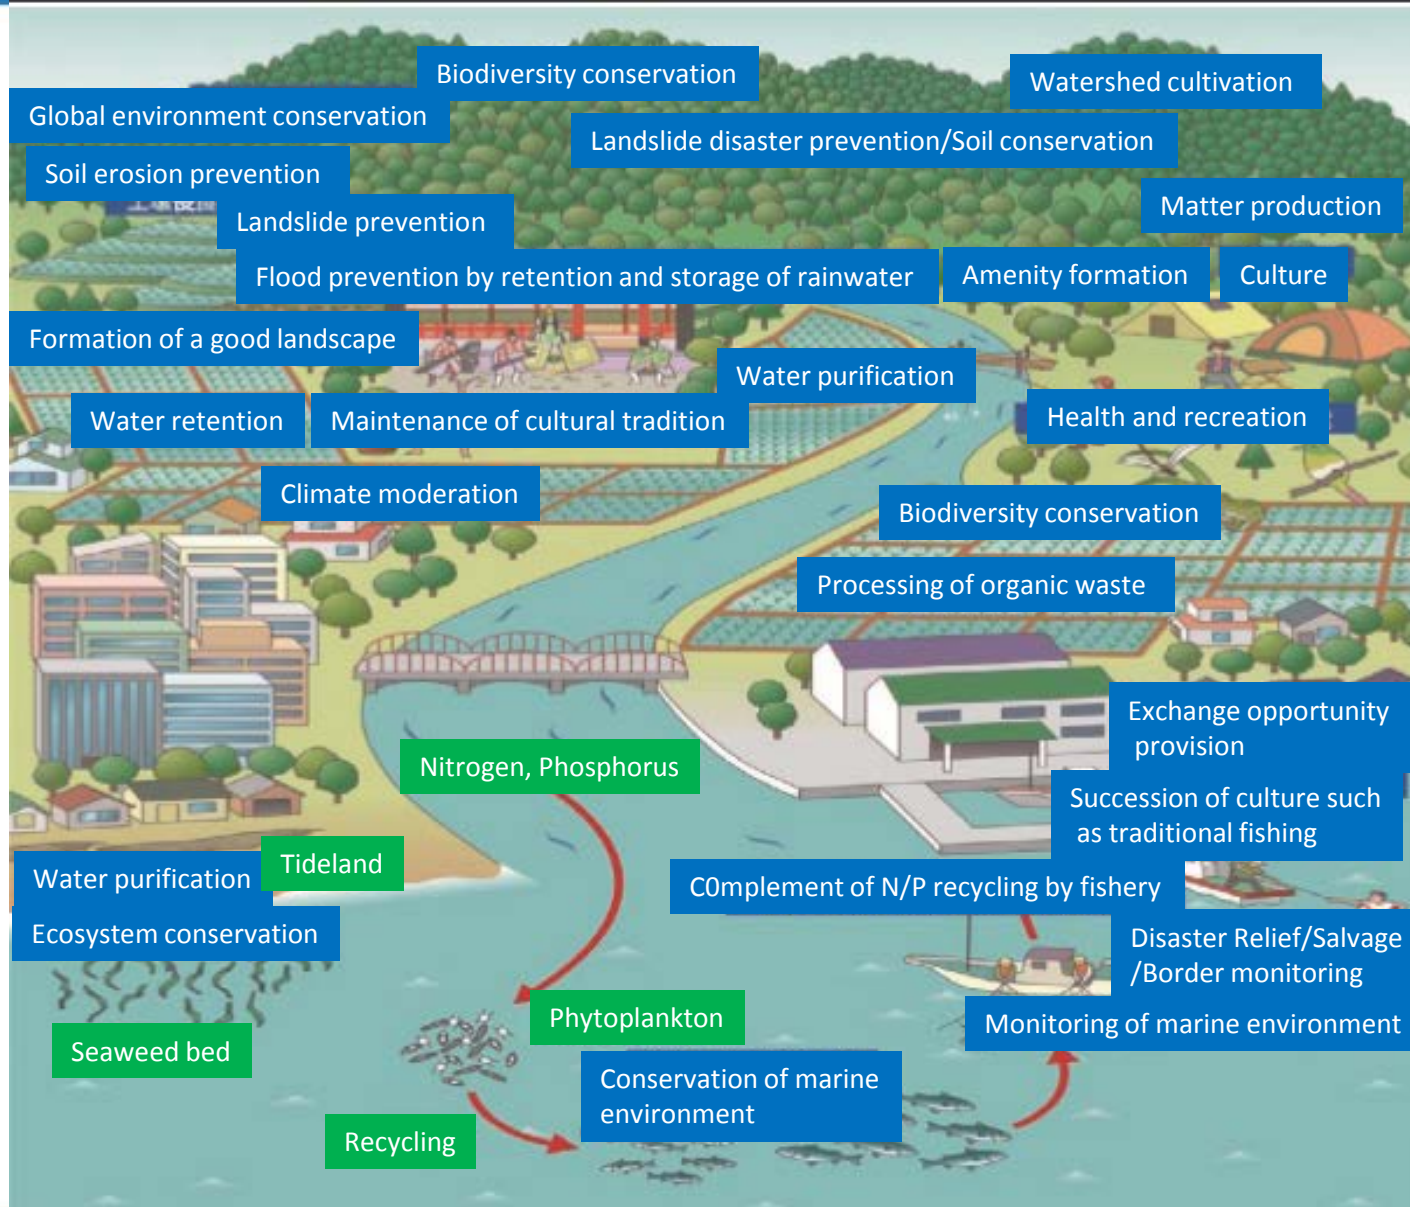 Biodiversity conservation
Watershed cultivation
Global environment conservation
Landslide disaster prevention/Soil conservation
Soil erosion prevention
Matter production
Landslide prevention
Flood prevention by retention and storage of rainwater
Amenity formation
Culture
Formation of a good landscape
Water purification
Water retention
Maintenance of cultural tradition
Health and recreation
Climate moderation
Biodiversity conservation
Processing of organic waste
Exchange opportunity
provision
Nitrogen, Phosphorus
Succession of culture such
as traditional fishing
Tideland
Water purification
C0mplement of N/P recycling by fishery
Ecosystem conservation
Disaster Relief/Salvage
/Border monitoring
Phytoplankton
Monitoring of marine environment
Seaweed bed
Conservation of marine
environment
Recycling